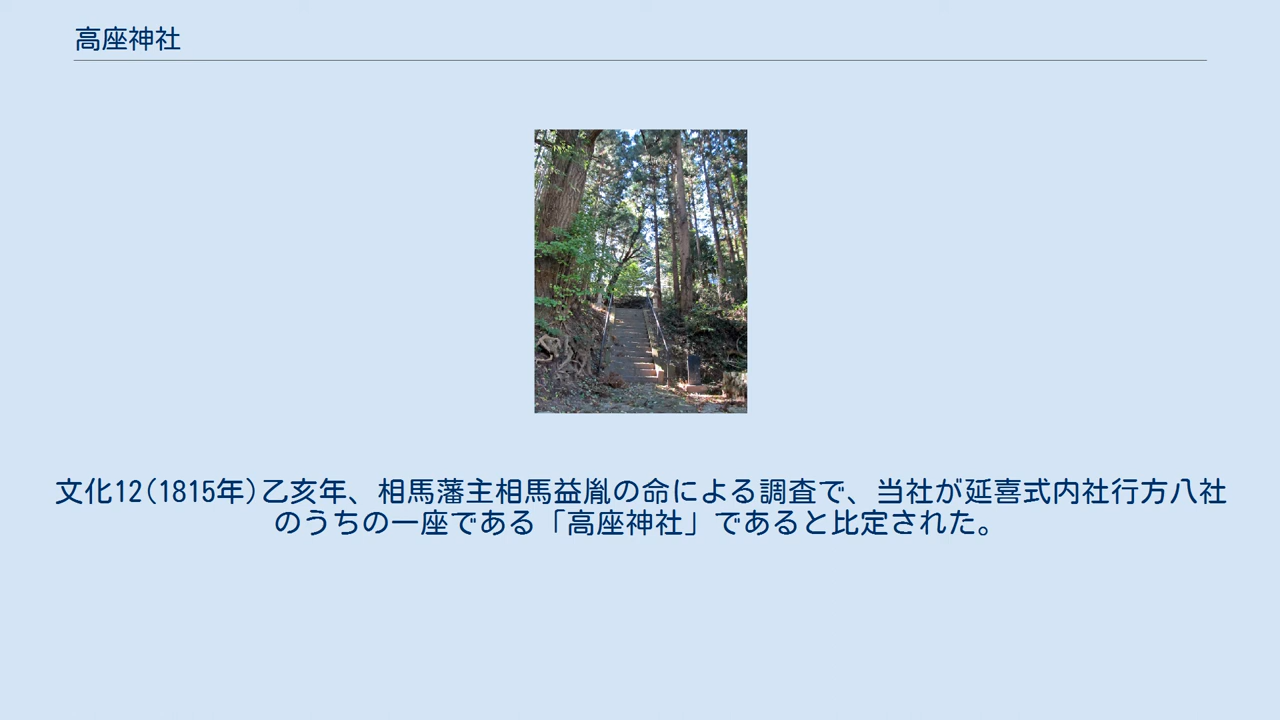 高座神社
文化12(1815年)乙亥年、相馬藩主相馬益胤の命による調査で、当社が延喜式内社行方八社
のうちの一座である「高座神社」であると比定された。